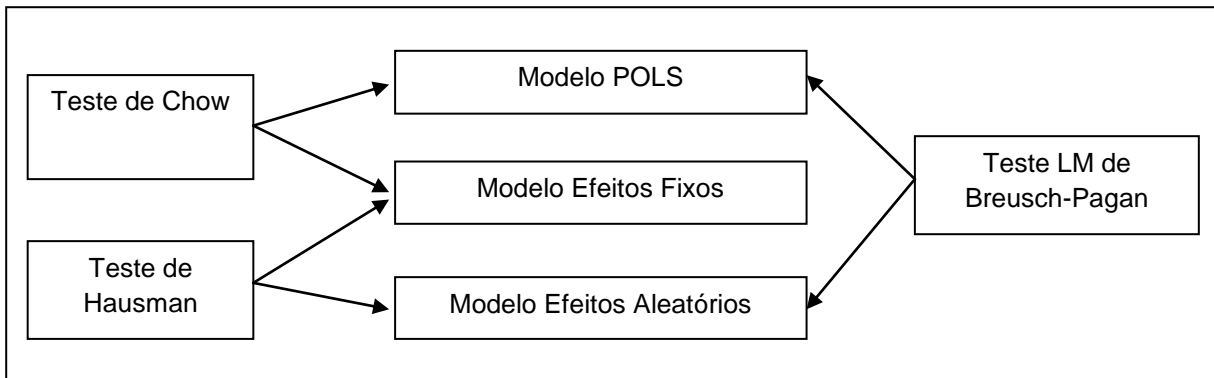 Teste de Chow
Modelo POLS
Modelo Efeitos Fixos
Teste LM de
Breusch-Pagan
Teste de
Hausman
Modelo Efeitos Aleatórios